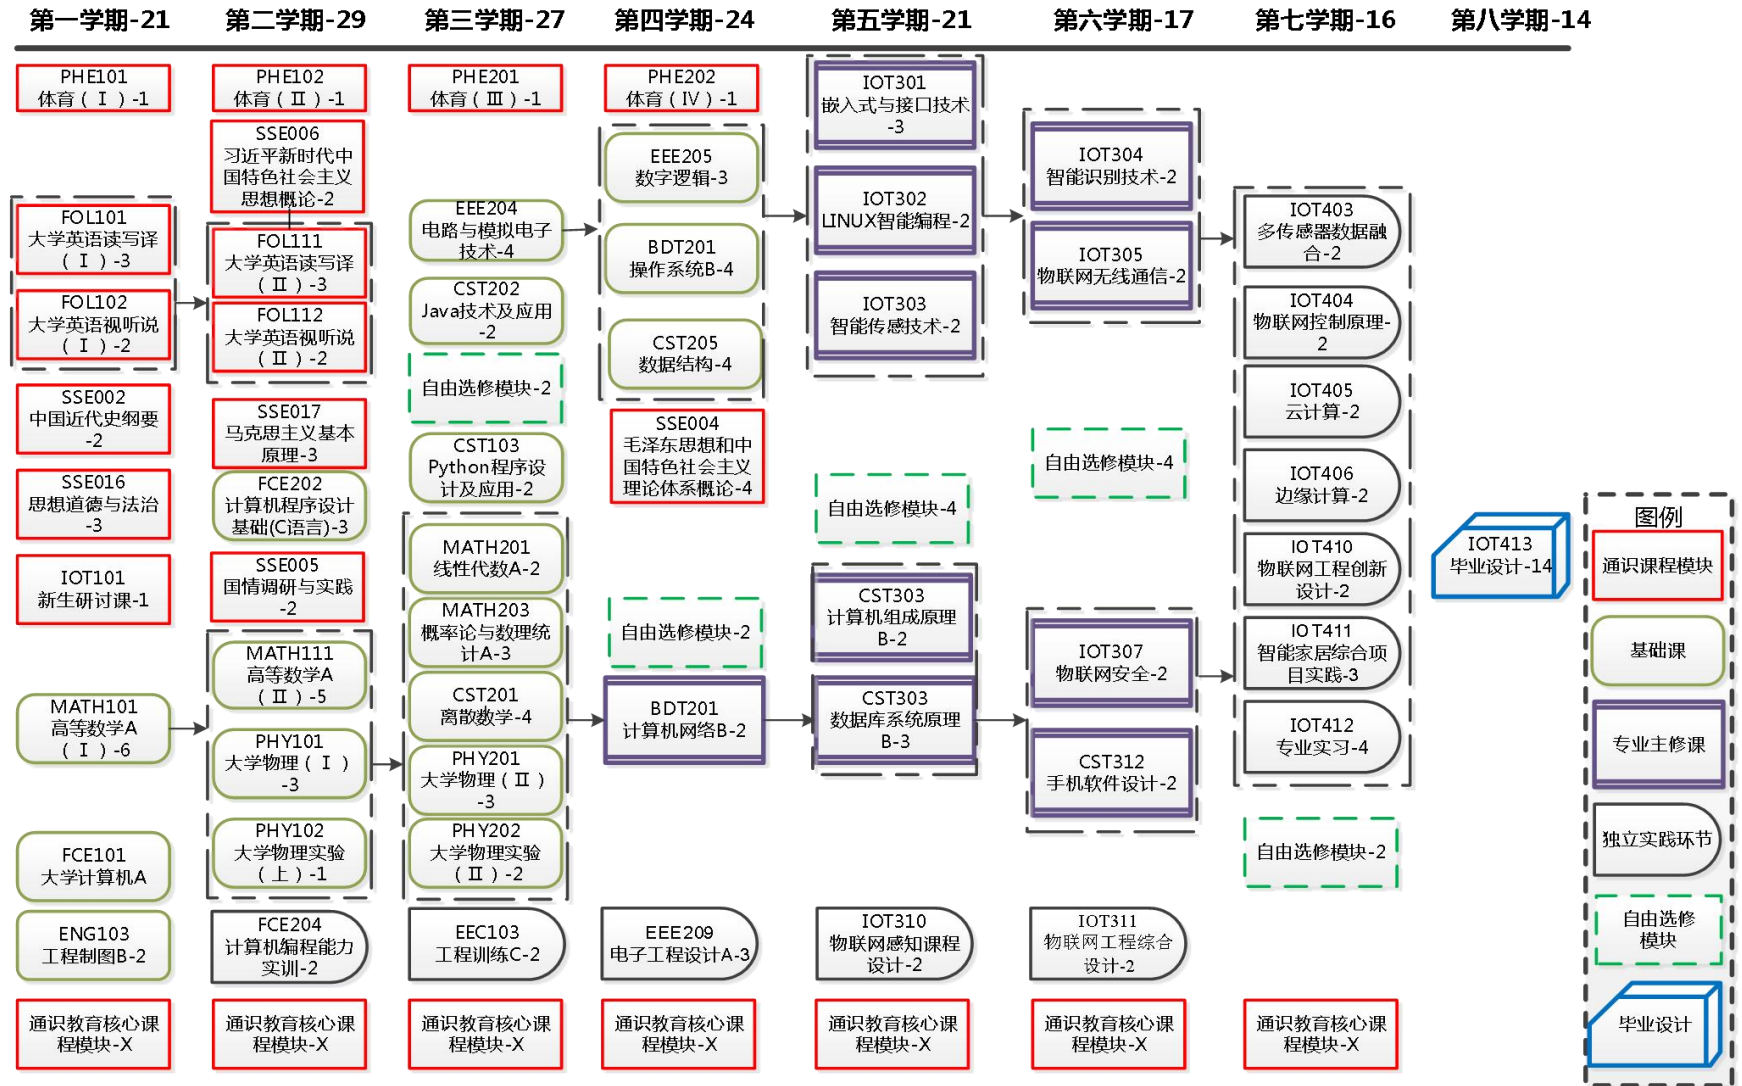 第一学期-21
第二学期-29
第三学期-27
第四学期-24
第五学期-21
第六学期-17
第七学期-16
第八学期-14
PHE101
体育（Ⅰ）-1
FOL101
大学英语读写译
（Ⅰ）-3
FOL102
大学英语视听说
（Ⅰ）-2
SSE002
中国近代史纲要
-2
SSE016
思想道德与法治
-3
IOT101
新生研讨课-1
MATH101
高等数学A
（Ⅰ）-6
FCE101
大学计算机A
ENG103
工程制图B-2
通识教育核心课
程模块-X
PHE102
体育（Ⅱ）-1
SSE006
习近平新时代中
国特色社会主义
思想概论-2
FOL111
大学英语读写译
（Ⅱ）-3
FOL112
大学英语视听说
（Ⅱ）-2
SSE017
马克思主义基本
原理-3
FCE202
计算机程序设计
基础(C语言)-3
SSE005
国情调研与实践
-2
MATH111
高等数学A
（Ⅱ）-5
PHY101
大学物理（Ⅰ）
-3
PHY102
大学物理实验
（上）-1
FCE204
计算机编程能力
实训-2
通识教育核心课
程模块-X
PHE201
体育（Ⅲ）-1
EEE204
电路与模拟电子
技术-4
CST202
Java技术及应用
-2
自由选修模块-2
CST103
Python程序设
计及应用-2
MATH201
线性代数A-2
MATH203
概率论与数理统
计A-3
CST201
离散数学-4
PHY201
大学物理（Ⅱ）
-3
PHY202
大学物理实验
（Ⅱ）-2
EEC103
工程训练C-2
通识教育核心课
程模块-X
PHE202
体育（Ⅳ）-1
EEE205
数字逻辑-3
BDT201
操作系统B-4
CST205
数据结构-4
SSE004
毛泽东思想和中
国特色社会主义
理论体系概论-4
自由选修模块-2
BDT201
计算机网络B-2
EEE209
电子工程设计A-3
通识教育核心课
程模块-X
IOT301
嵌入式与接口技术
-3
IOT302
LINUX智能编程-2
IOT303
智能传感技术-2
自由选修模块-4
CST303
计算机组成原理
B-2
CST303
数据库系统原理
B-3
IOT310
物联网感知课程
设计-2
通识教育核心课
程模块-X
IOT304
智能识别技术-2
IOT305
物联网无线通信-2
自由选修模块-4
IOT307
物联网安全-2
CST312
手机软件设计-2
IOT311
物联网工程综合
设计-2
通识教育核心课
程模块-X
IOT403
多传感器数据融
合-2
IOT404
物联网控制原理-
2
IOT405
云计算-2
IOT406
边缘计算-2
IOT410
物联网工程创新
设计-2
IOT411
智能家居综合项
目实践-3
IOT412
专业实习-4
自由选修模块-2
通识教育核心课
程模块-X
IOT413
毕业设计-14
图例
通识课程模块
基础课
专业主修课
独立实践环节
自由选修
模块
毕业设计